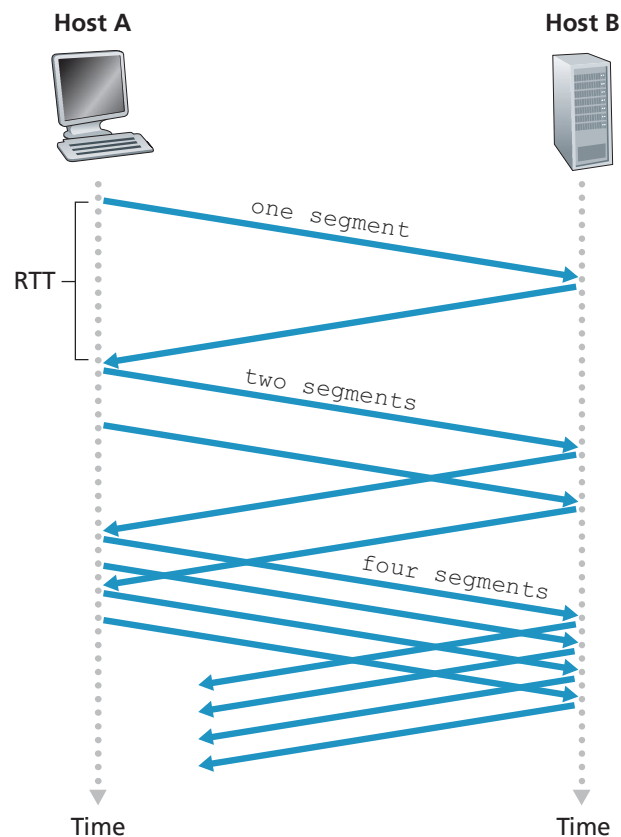 Host A
Host B
one segment
RTT
two segments
four segments
Time
Time